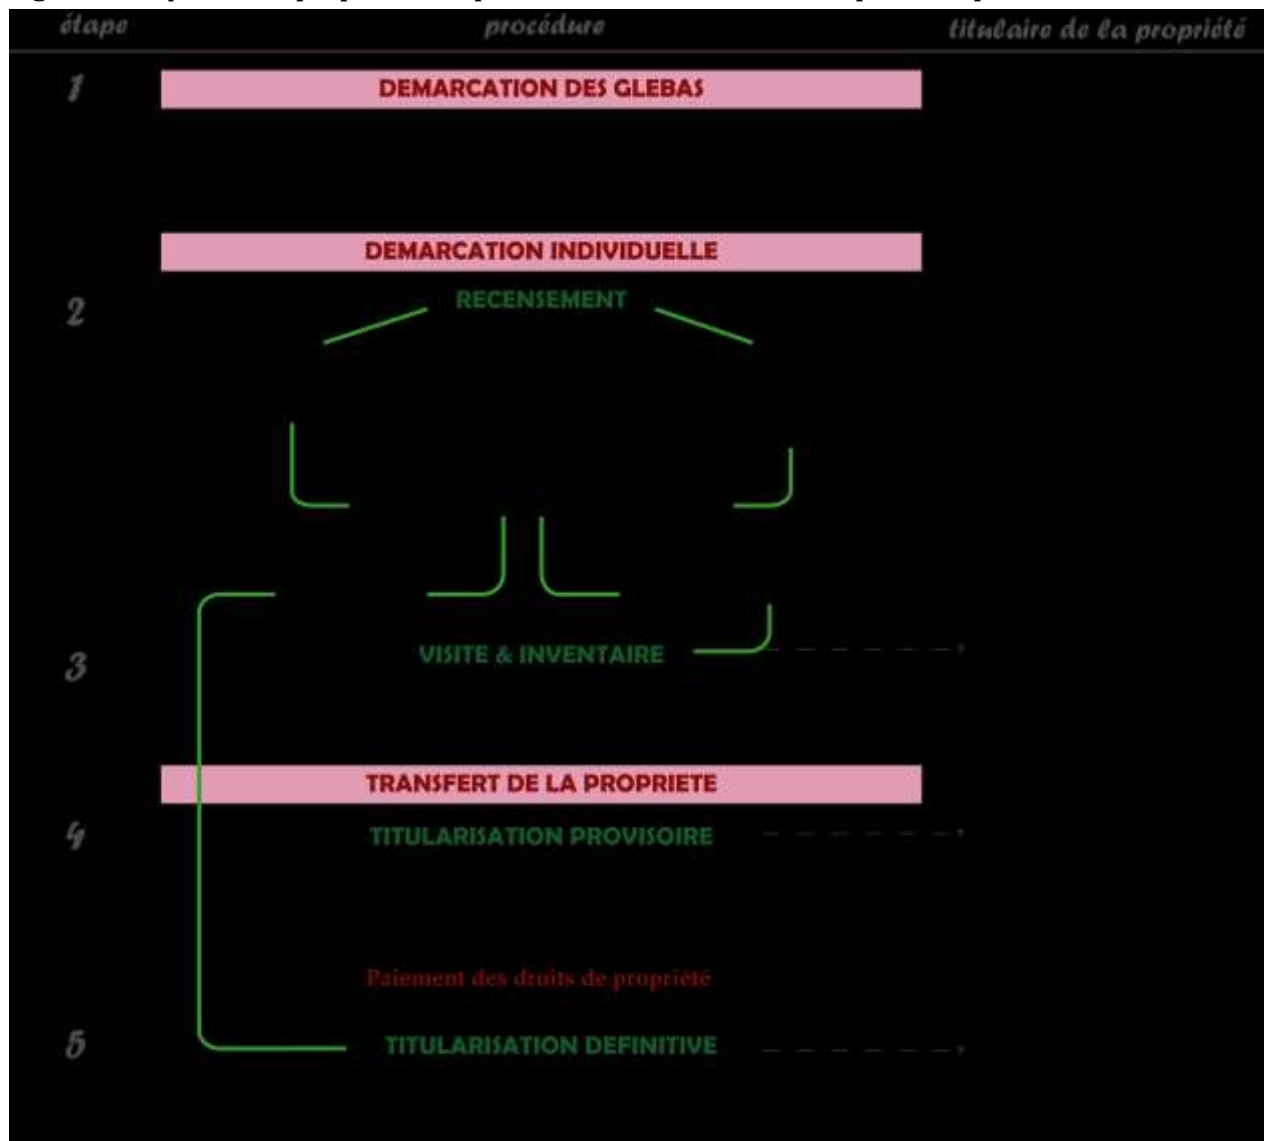 étape procédure titulaire de la propriété
1 DEMARCATION DES GLEBAS
DEMARCATION INDIVIDUELLE
2 RECENSEMENT
3 VISITE & INVENTAIRE
TRANSFERT DE LA PROPRIETE
4 TITULARISATION PROVISOIRE
Paiement des droits de propriété
5 TITULARISATION DEFINITIVE